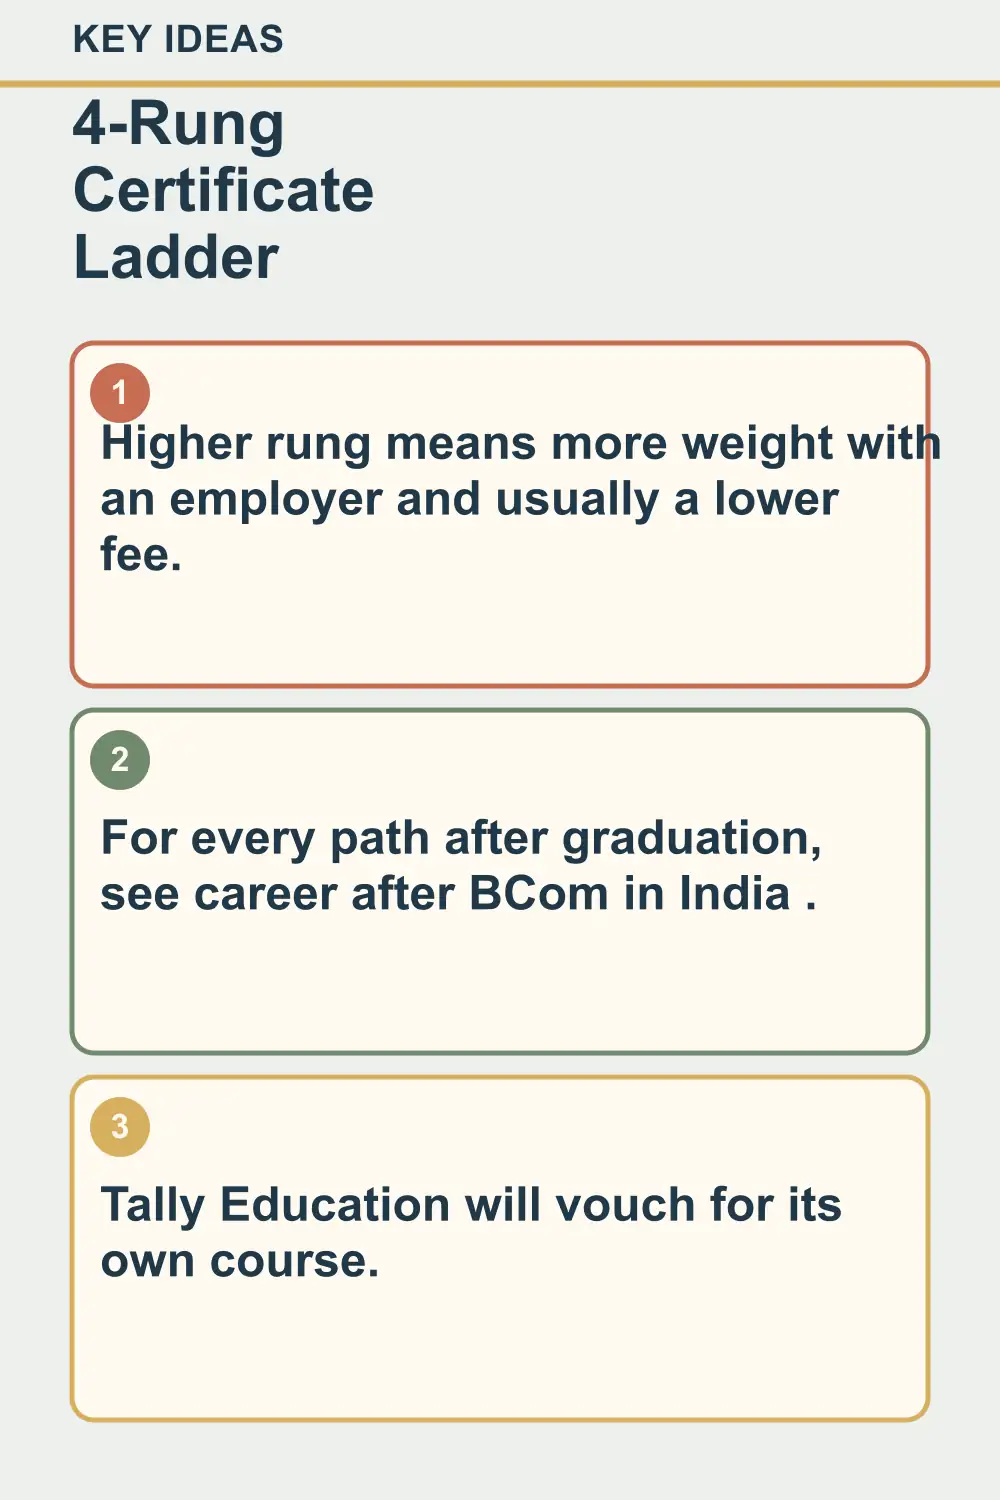 KEY IDEAS
4-Rung
Certificate
Ladder
1
Higher rung means more weight with
an employer and usually a lower
fee.
2
For every path after graduation,
see career after BCom in India .
3
Tally Education will vouch for its
own course.